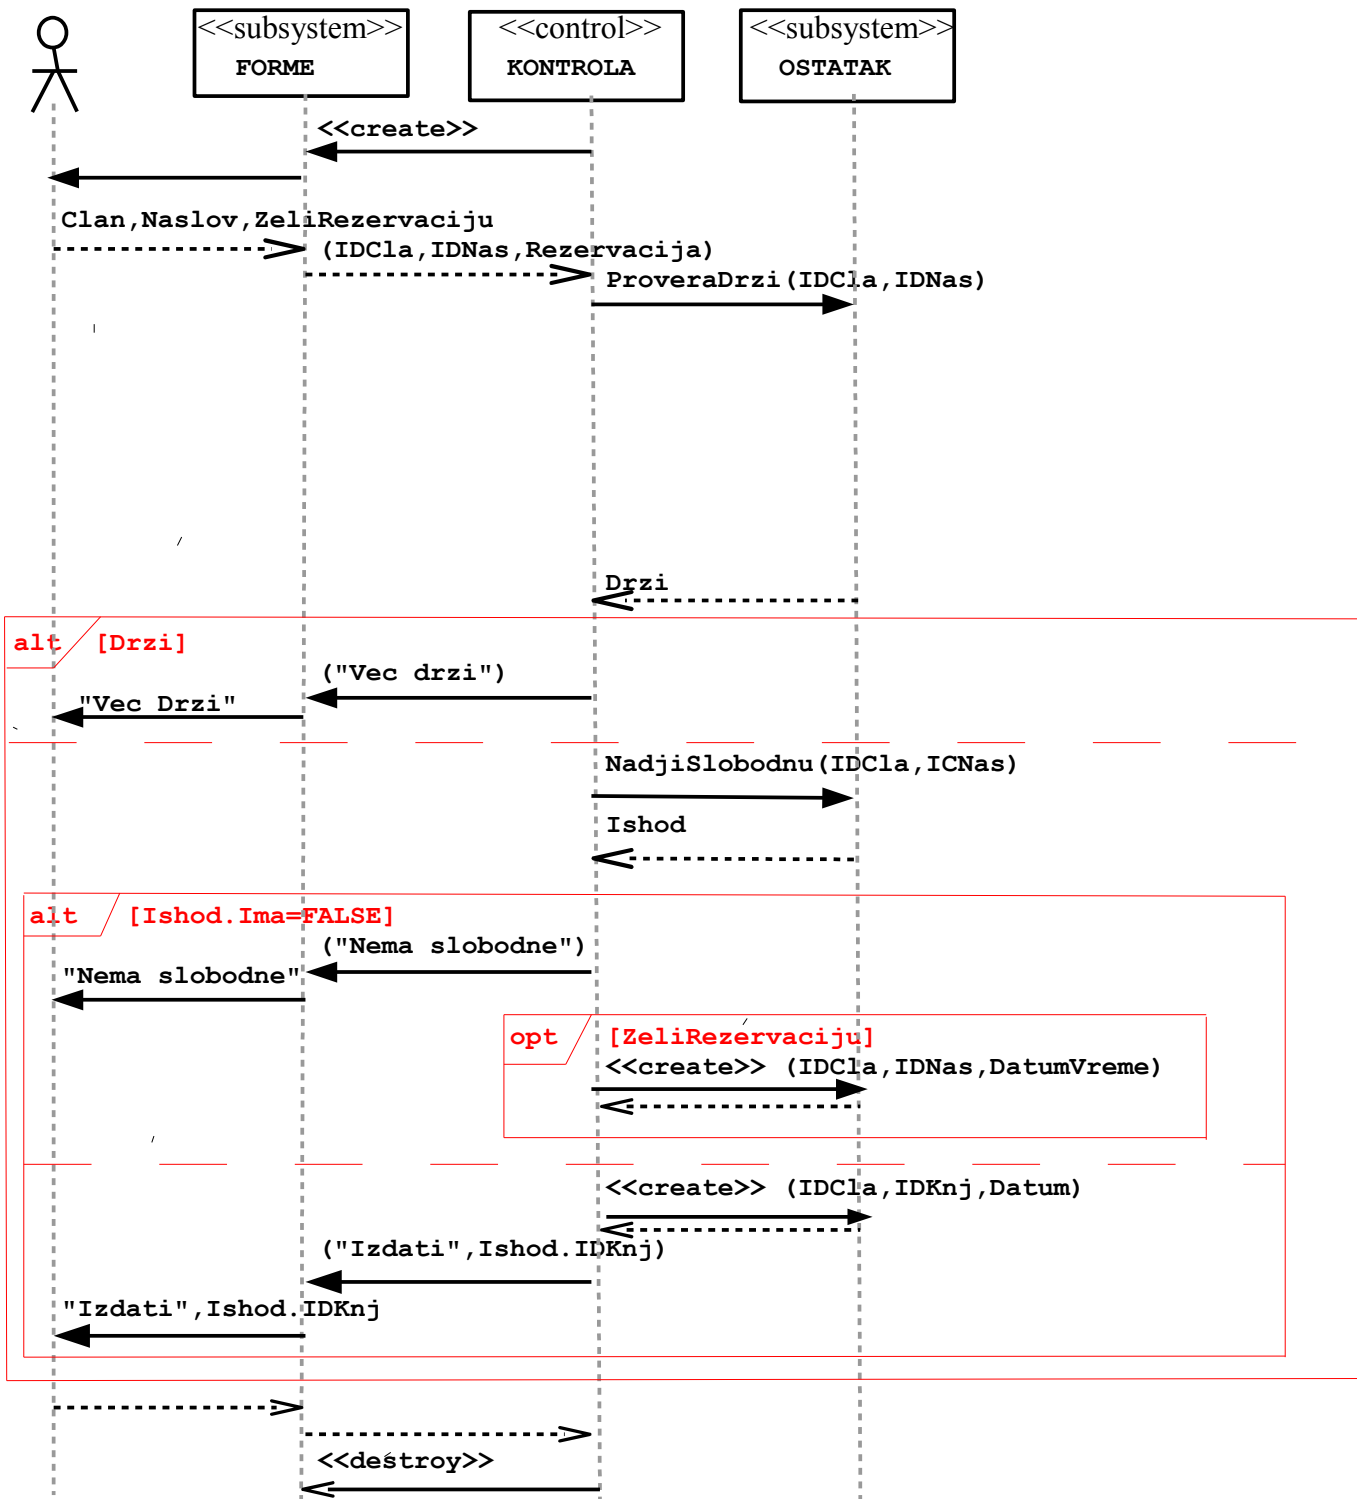 <<subsystem>> <<control>> <<subsystem>>
FORME KONTROLA OSTATAK
<<create>>
Clan,Naslov,ZeliRezervaciju
(IDCla,IDNas,Rezervacija)
ProveraDrzi(IDCla,IDNas)
Drzi
alt [Drzi]
("Vec drzi")
"Vec Drzi"
NadjiSlobodnu(IDCla,ICNas)
Ishod
alt [Ishod.Ima=FALSE]
("Nema slobodne")
"Nema slobodne"
opt [ZeliRezervaciju]
<<create>> (IDCla,IDNas,DatumVreme)
<<create>> (IDCla,IDKnj,Datum)
("Izdati",Ishod.IDKnj)
"Izdati",Ishod.IDKnj
<<destroy>>